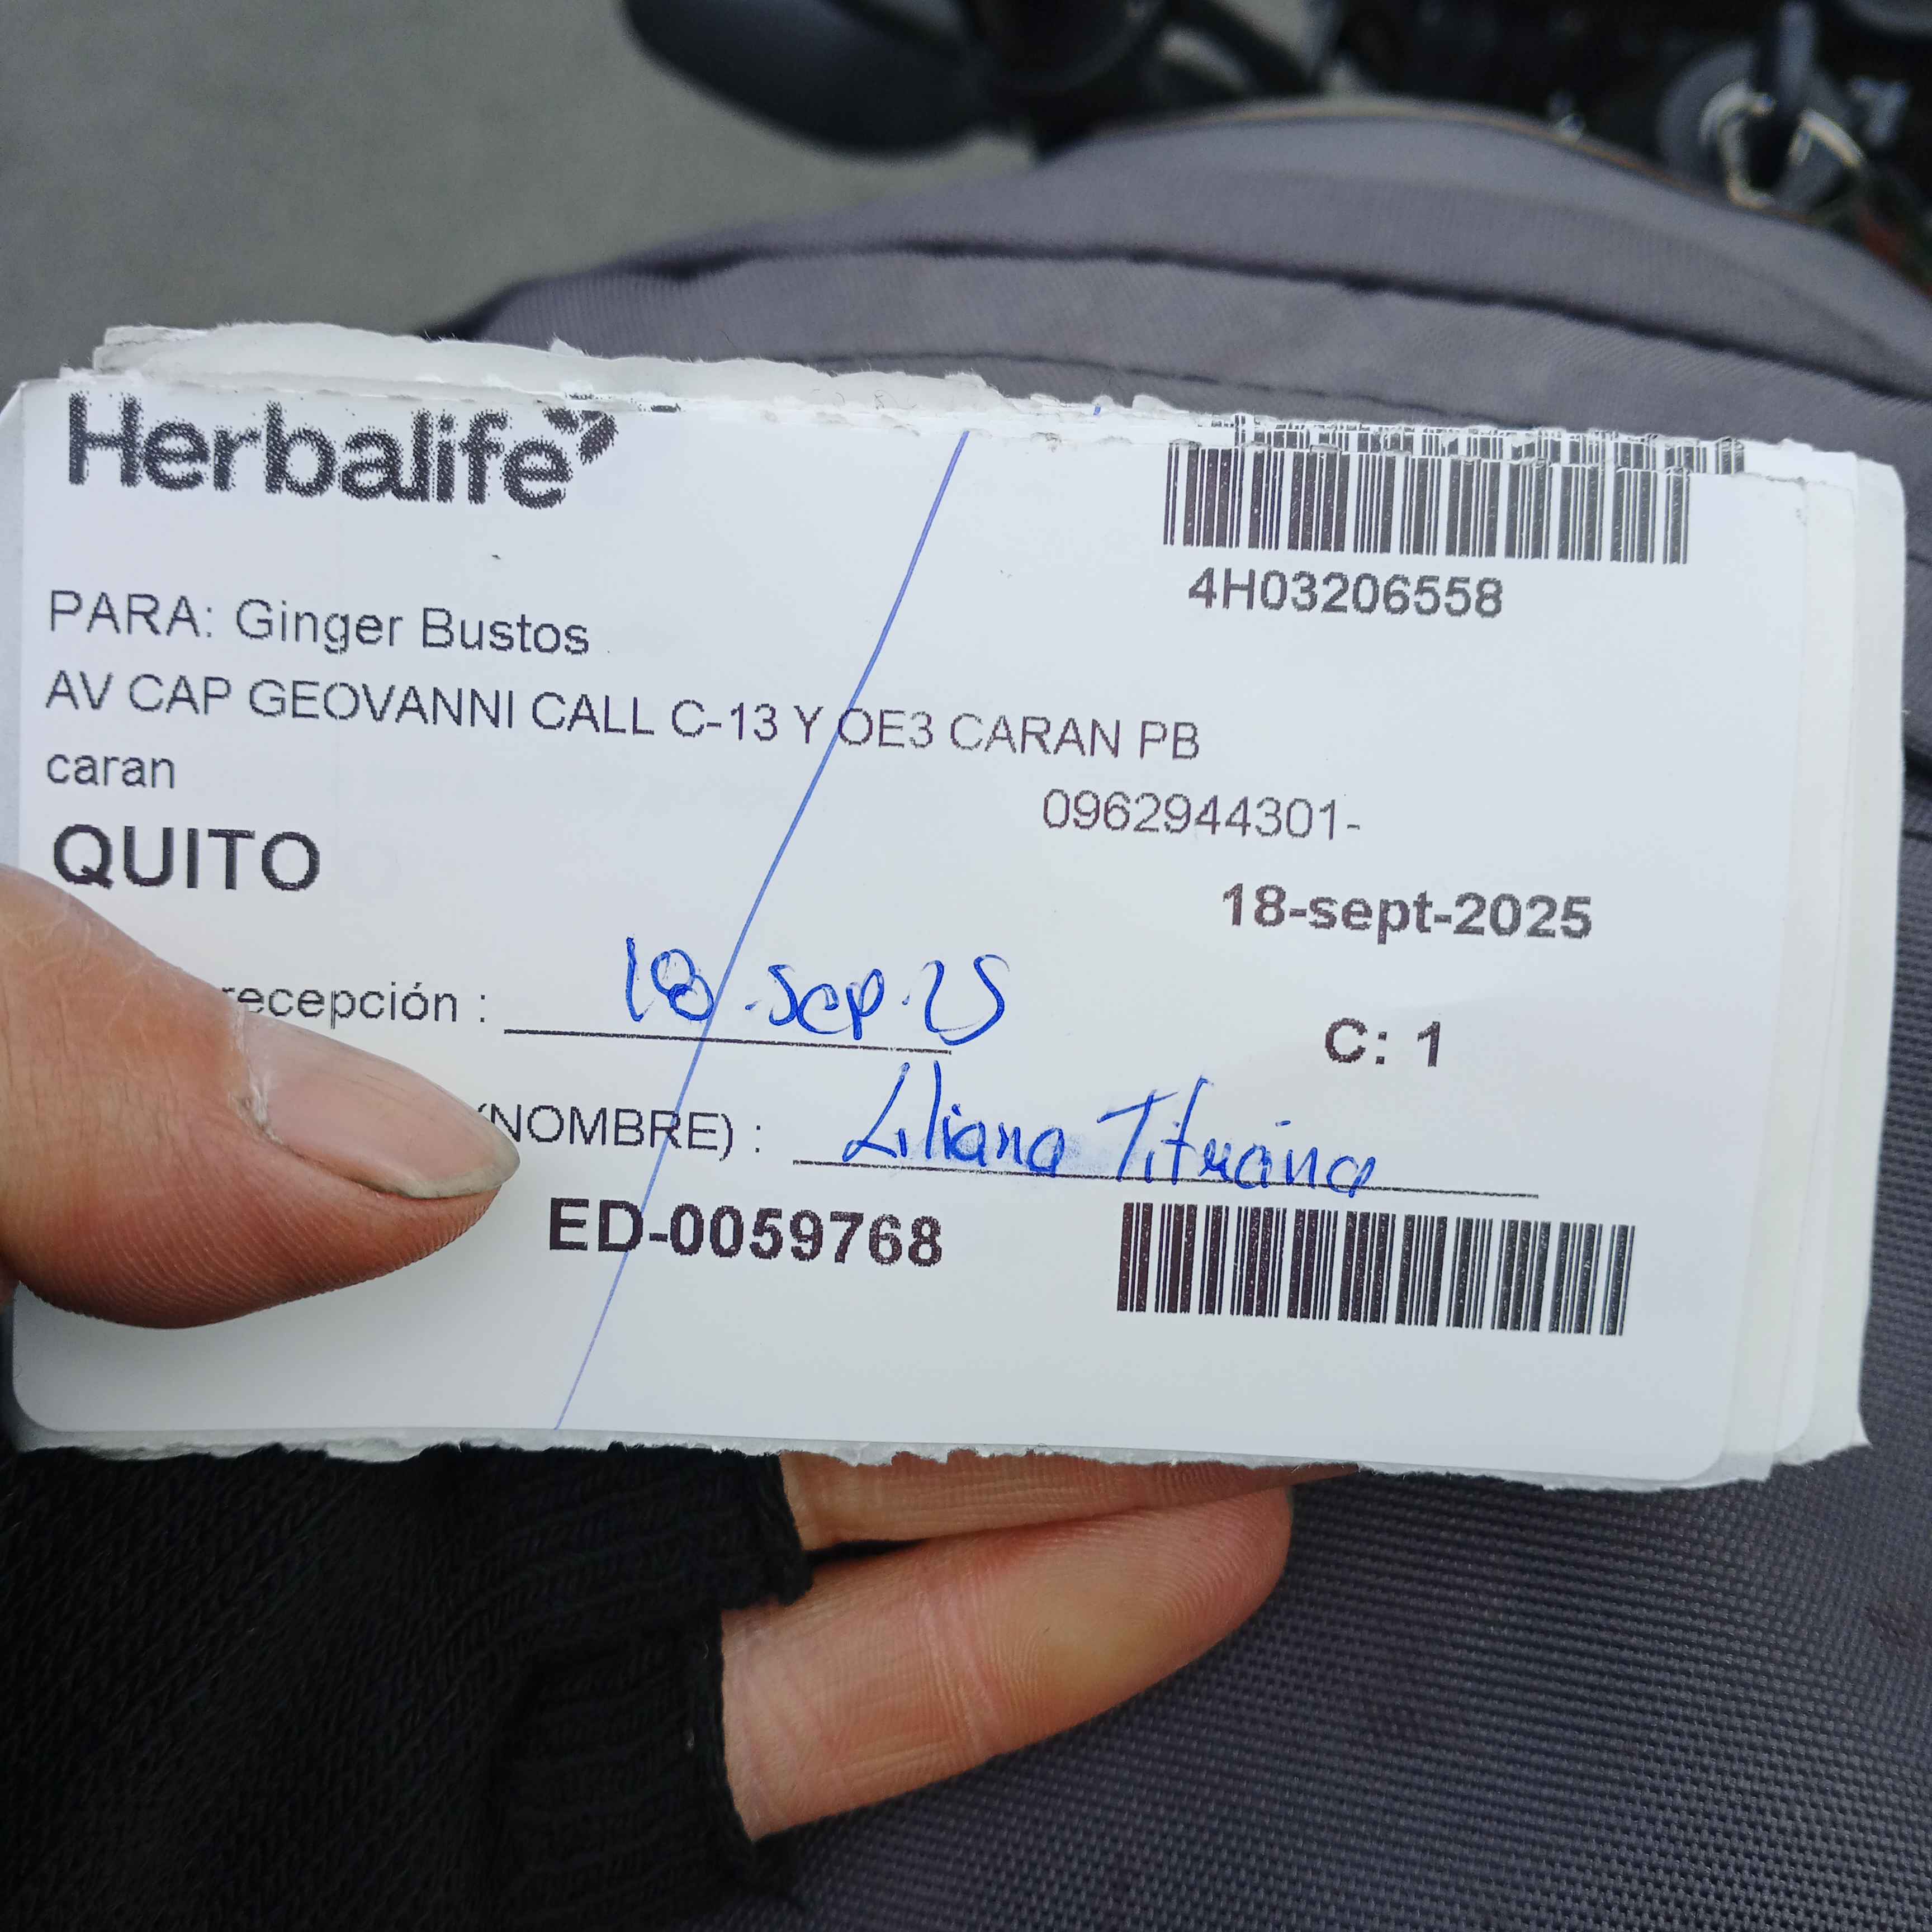 Herbalife
4H03206558
PARA: Ginger Bustos
AV CAP GEOVANNI CALL C-13 Y OE3 CARAN PB
caran
0962944301-
QUITO
18-sept-2025
recepción : 18-sep-25
C: 1
(NOMBRE) : Liliana
ED-0059768